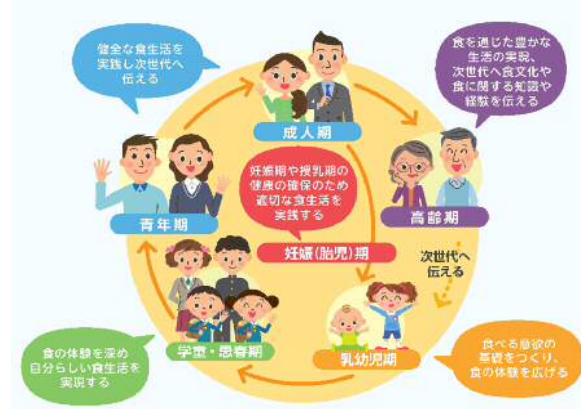 健全な食生活を
実践し次世代へ
伝える
食を通じた豊かな
生活の実現、
次世代へ食文化や
食に関する知識や
経験を伝える
成人期
妊娠期や授乳期の
健康の確保のため
適切な食生活を
実践する
青年期
高齢期
妊娠(胎児)期
次世代へ
伝える
学童・思春期
乳幼児期
食の体験を深め
自分らしい食生活を
実現する
食べる意欲の
基礎をつくり、
食の体験を広げる